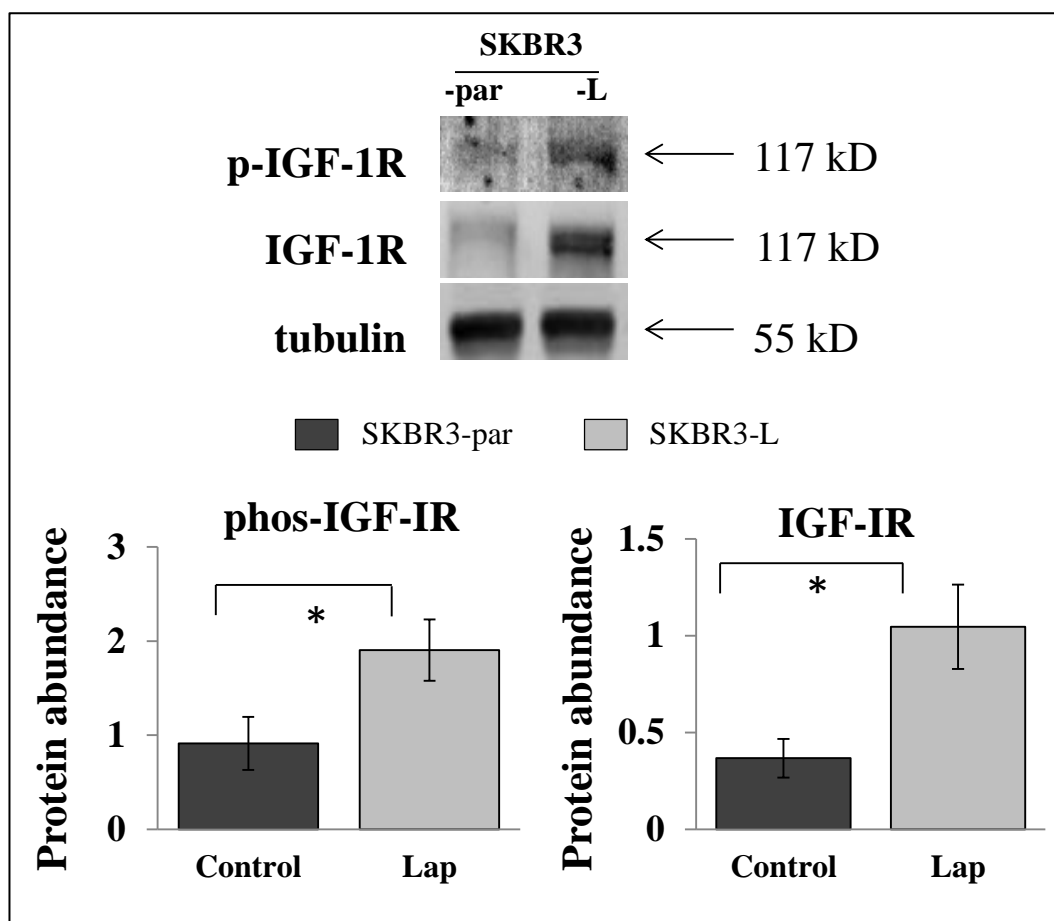 SKBR3
-par -L
p-IGF-1R 117 kD
IGF-1R 117 kD
tubulin 55 kD
SKBR3-par SKBR3-L
phos-IGF-IR
Protein abundance
3
2
1
0
*
Control Lap
IGF-IR
Protein abundance
1.5
1
0.5
0
*
Control Lap